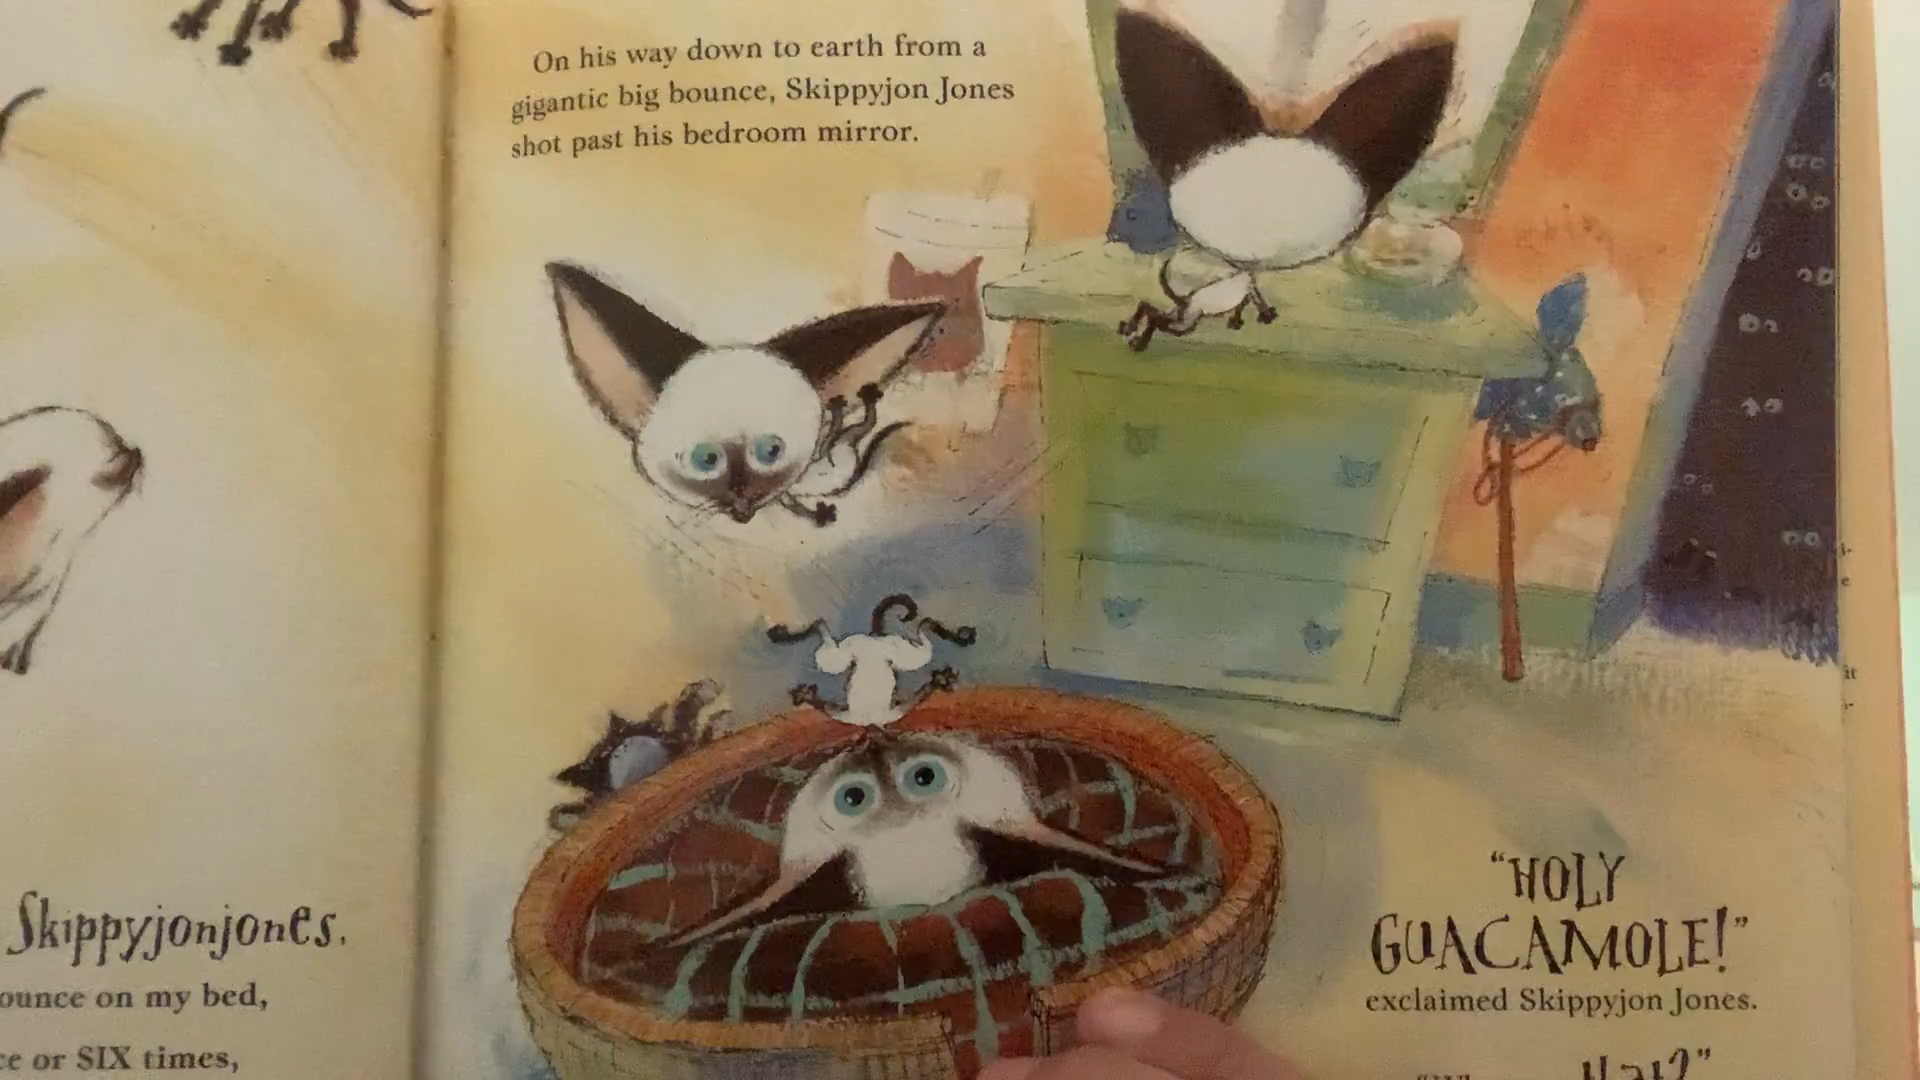 Skippyjonjones.
bounce on my bed,
or SIX times,
On his way down to earth from a
gigantic big bounce, Skippyjon Jones
shot past his bedroom mirror.
"HOLY
GUACAMOLE!"
exclaimed Skippyjon Jones.